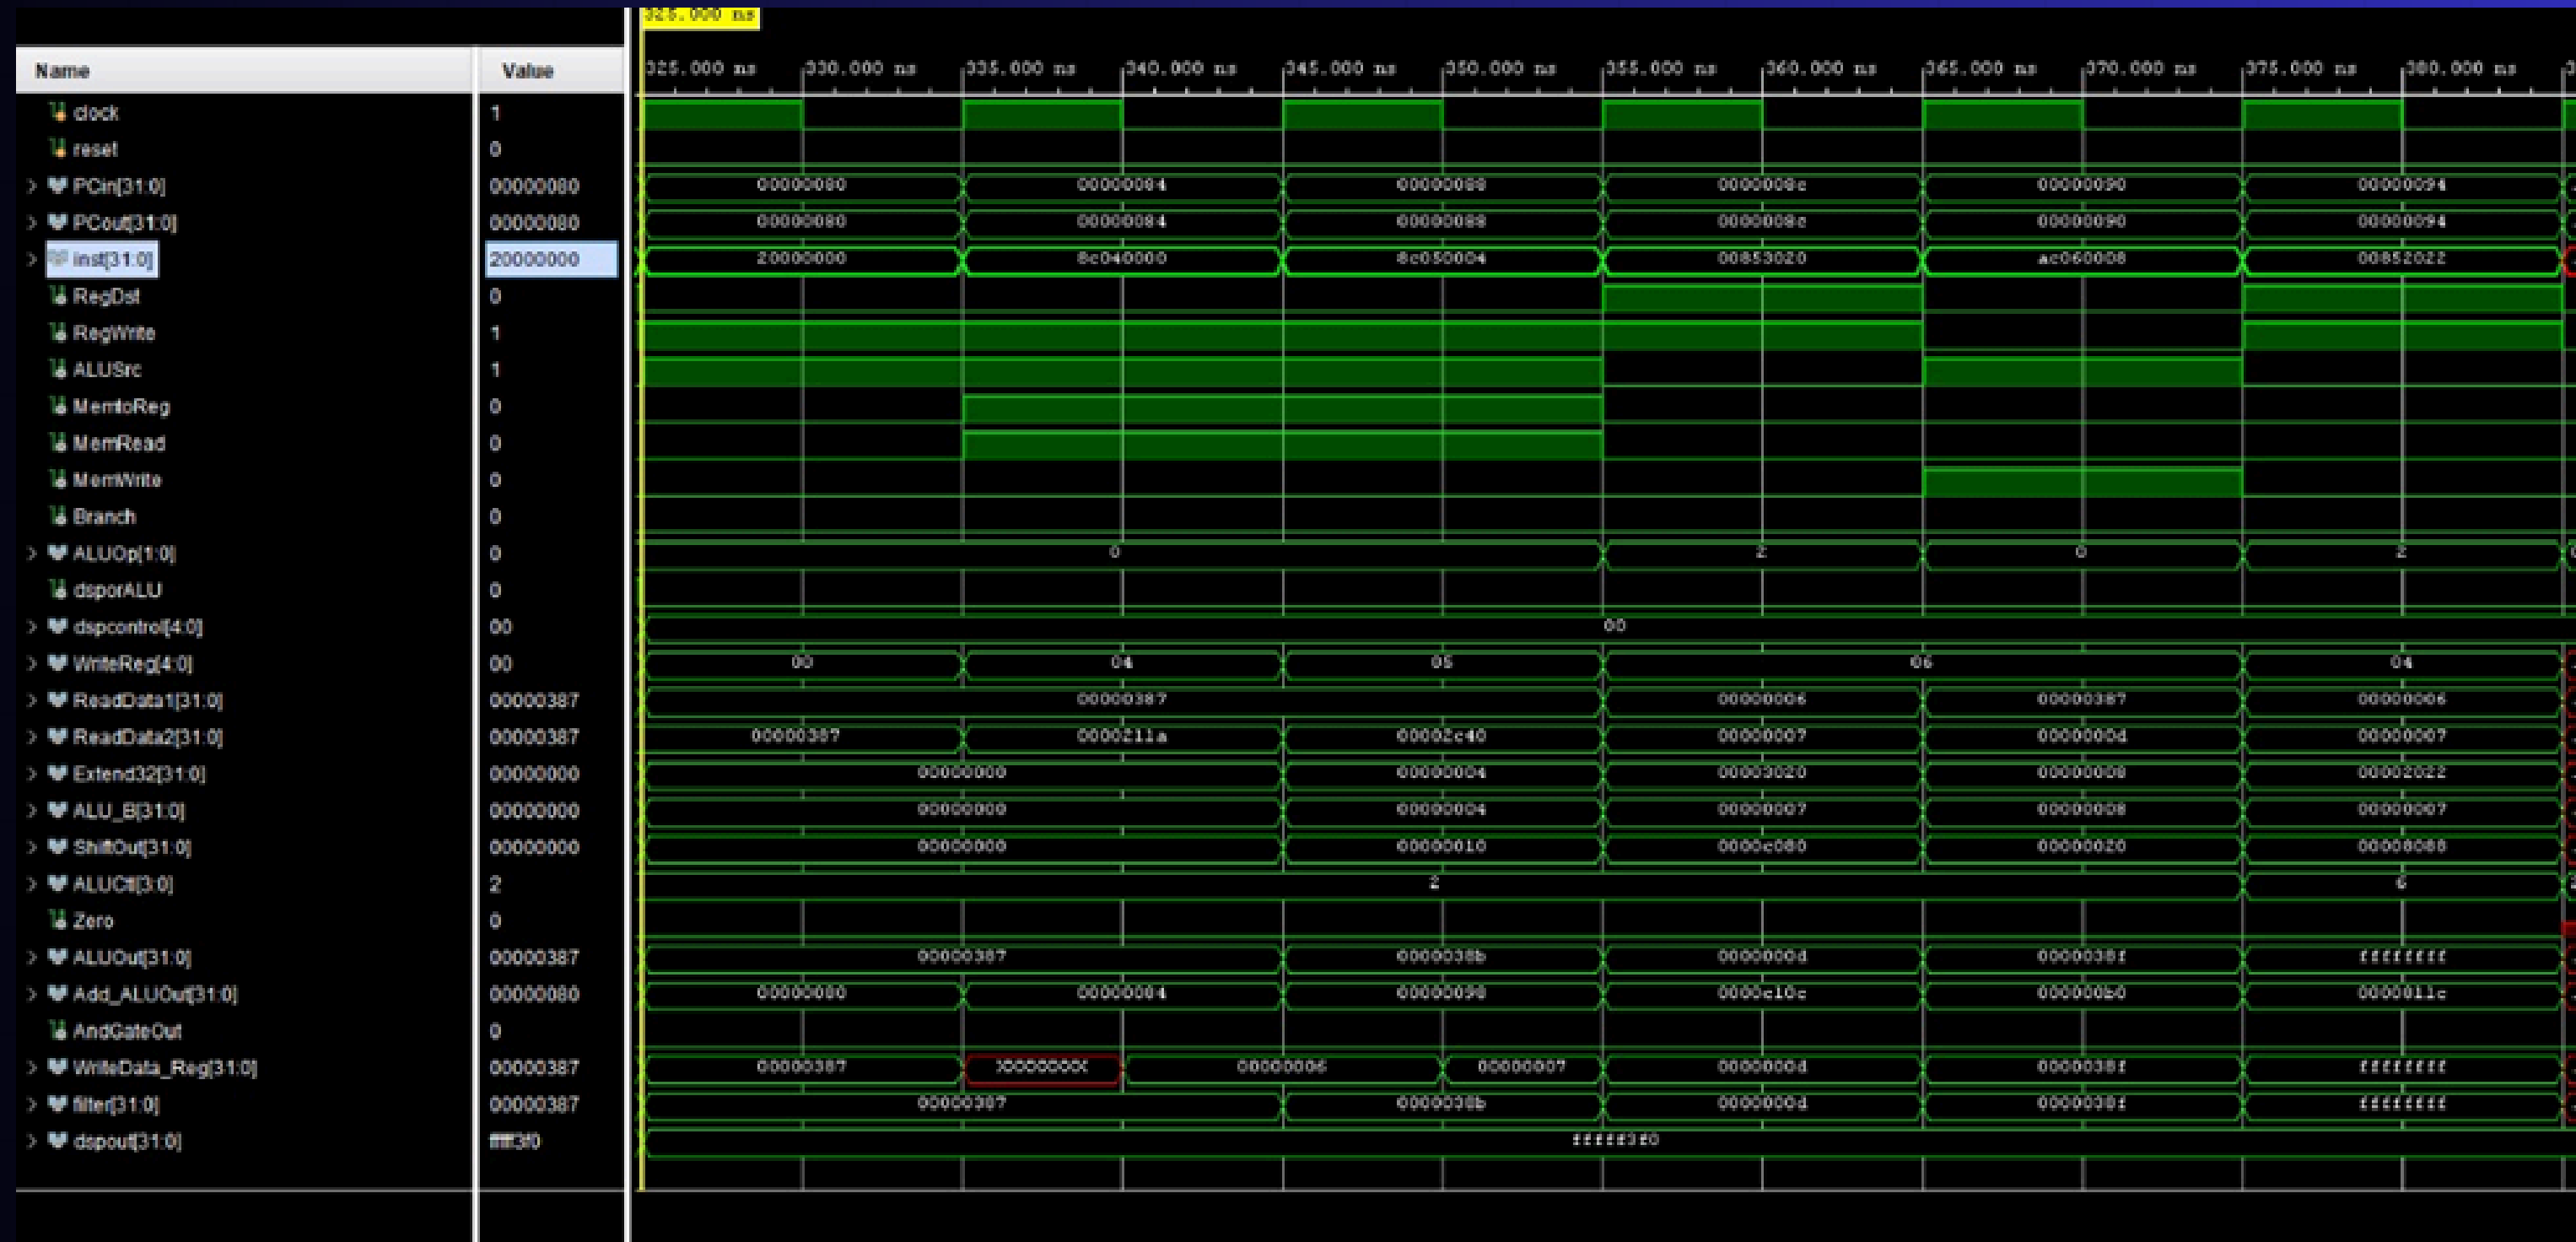 325.000 ns
Name Value 325.000 ns 330.000 ns 335.000 ns 340.000 ns 345.000 ns 350.000 ns 355.000 ns 360.000 ns 365.000 ns 370.000 ns 375.000 ns 380.000 ns
clock 1
reset 0
PCin[31:0] 00000080 00000080 00000084 00000088 0000008c 00000090 00000094
PCout[31:0] 00000080 00000080 00000084 00000088 0000008c 00000090 00000094
inst[31:0] 20000000 20000000 8c040000 8c050004 00853020 ac060008 00852022
RegDst 0
RegWrite 1
ALUSrc 1
MemtoReg 0
MemRead 0
MemWrite 0
Branch 0
ALUOp[1:0] 0 0 2 0 2
dsporALU 0
dspcontrol[4:0] 00 00
WriteReg[4:0] 00 00 04 05 06 04
ReadData1[31:0] 00000387 00000387 00000006 00000387 00000006
ReadData2[31:0] 00000387 00000387 0000211a 00002c40 00000007 0000000d 00000007
Extend32[31:0] 00000000 00000000 00000004 00003020 00000008 00002022
ALU_B[31:0] 00000000 00000000 00000004 00000007 00000008 00000007
ShiftOut[31:0] 00000000 00000000 00000010 0000c080 00000020 00008088
ALUCtl[3:0] 2 2 6
Zero 0
ALUOut[31:0] 00000387 00000387 0000038b 0000000d 0000038f ffffffff
Add_ALUOut[31:0] 00000080 00000080 00000084 00000098 0000c10c 000000b0 0000811c
AndGateOut 0
WriteData_Reg[31:0] 00000387 00000387 XXXXXXXX 00000006 00000007 0000000d 0000038f ffffffff
filter[31:0] 00000387 00000387 0000038b 0000000d 0000038f ffffffff
dspout[31:0] fffff3f0 fffff3f0